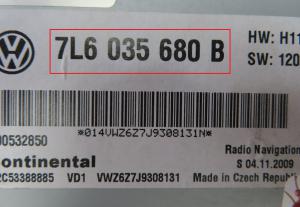 7L6 035 680 B
HW: H11
SW: 120
*014VWZ6Z7J9308131N*
00532850
Radio Navigation
Continental
S 04.11.2009
2C53388885 VD1 VWZ6Z7J9308131
Made in Czech Republi